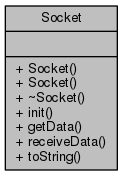 Socket
+ Socket()
+ Socket()
+ ~Socket()
+ init()
+ getData()
+ receiveData()
+ toString()